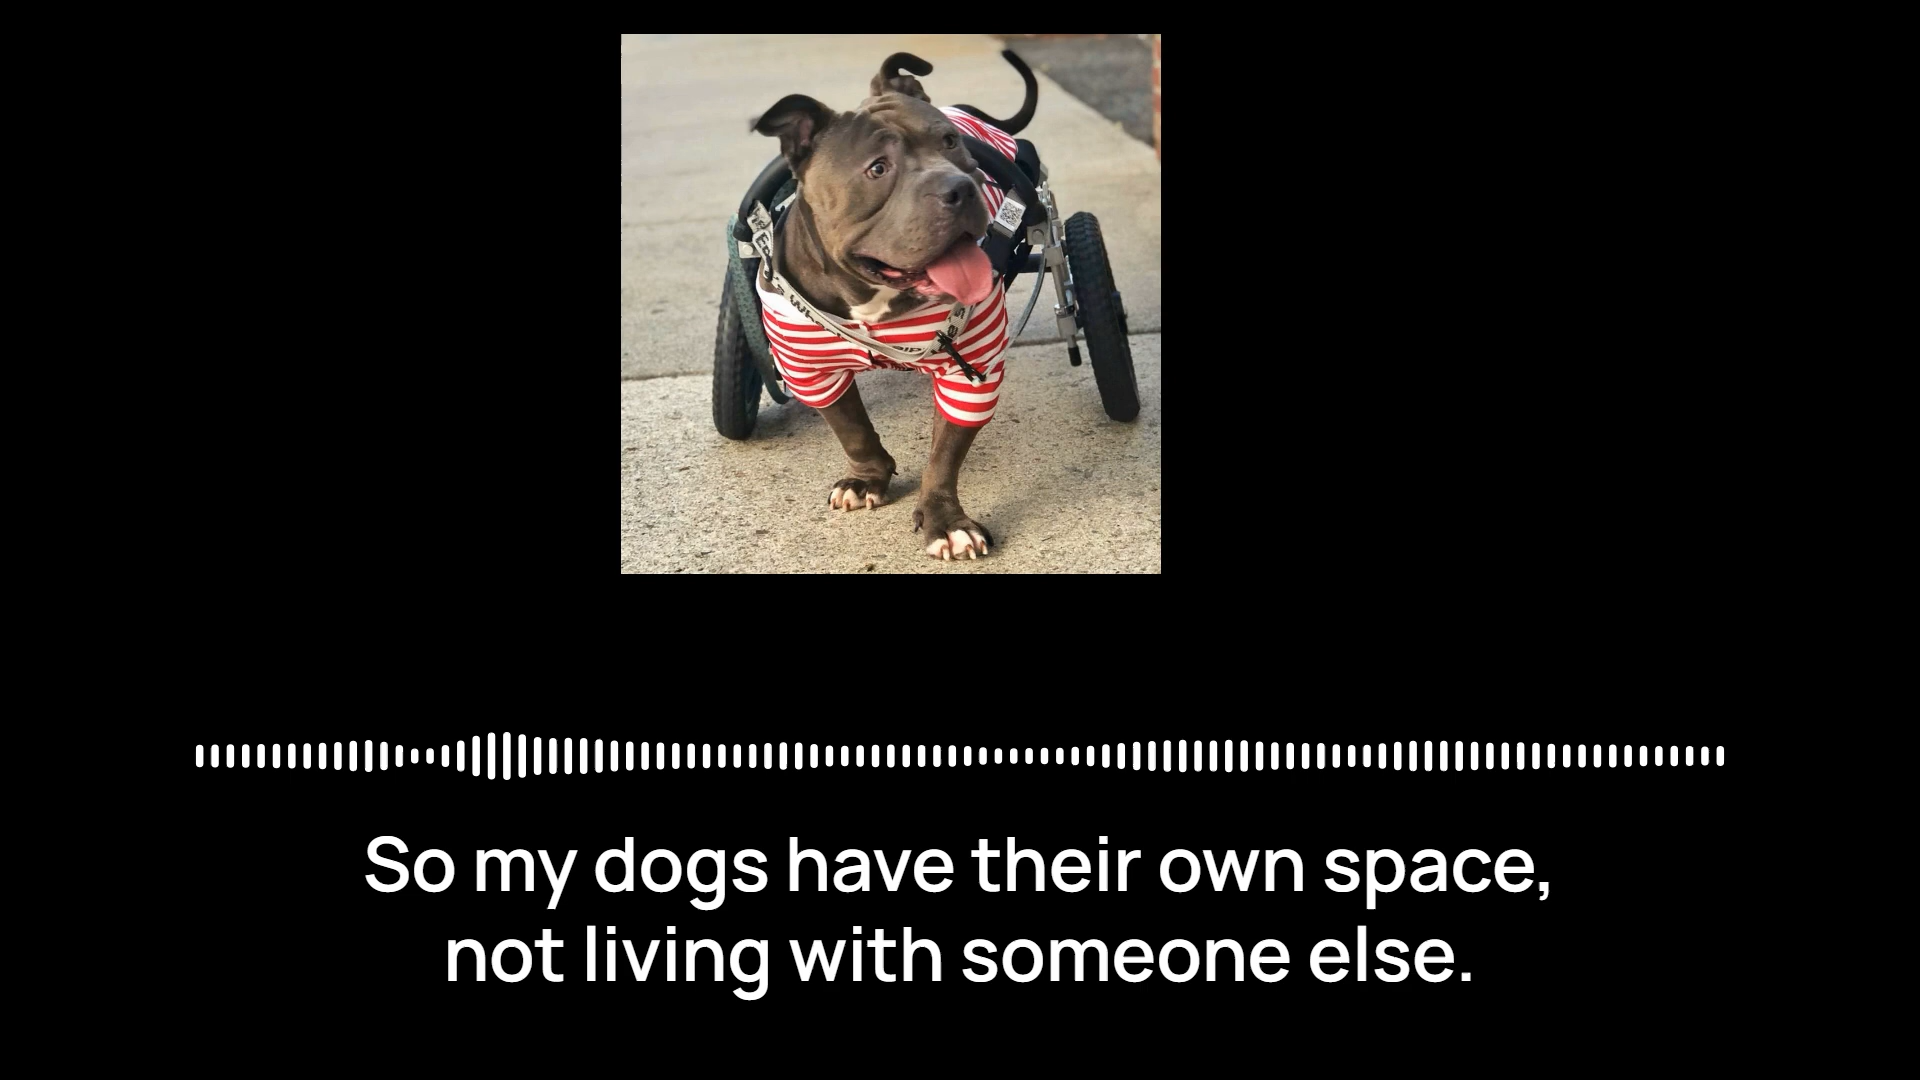 So my dogs have their own space,
not living with someone else.